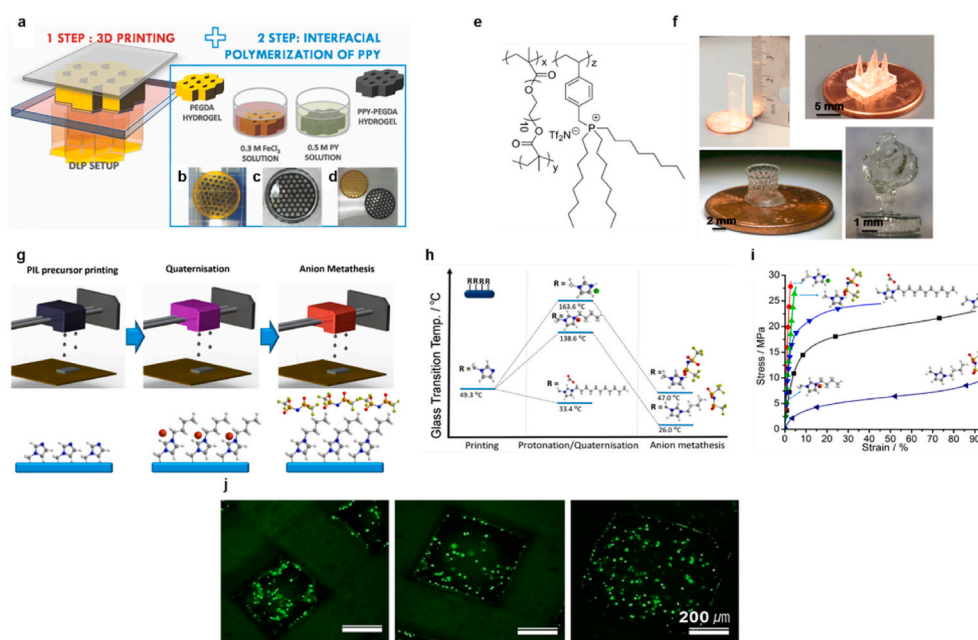 a
1 STEP : 3D PRINTING
2 STEP: INTERFACIAL
POLYMERIZATION OF PPY
PEGDA
HYDROGEL
PPY-PEGDA
HYDROGEL
0.3 M FeCl3
SOLUTION
0.5 M PY
SOLUTION
DLP SETUP
b
c
d
e
x
z
y
O
O
O
O
10
Tf2N⊖
P
⊕
f
5 mm
2 mm
1 mm
g
PIL precursor printing
Quaternisation
Anion Metathesis
h
Glass Transition Temp. / °C
RRRR
R =
163.6 °C
R =
138.6 °C
R =
49.3 °C
R =
33.4 °C
R =
47.0 °C
R =
26.0 °C
Printing
Protonation/Quaternisation
Anion metathesis
i
Stress / MPa
30
25
20
15
10
5
0
0 10 20 30 40 50 60 70 80 90
Strain / %
j
200 μm